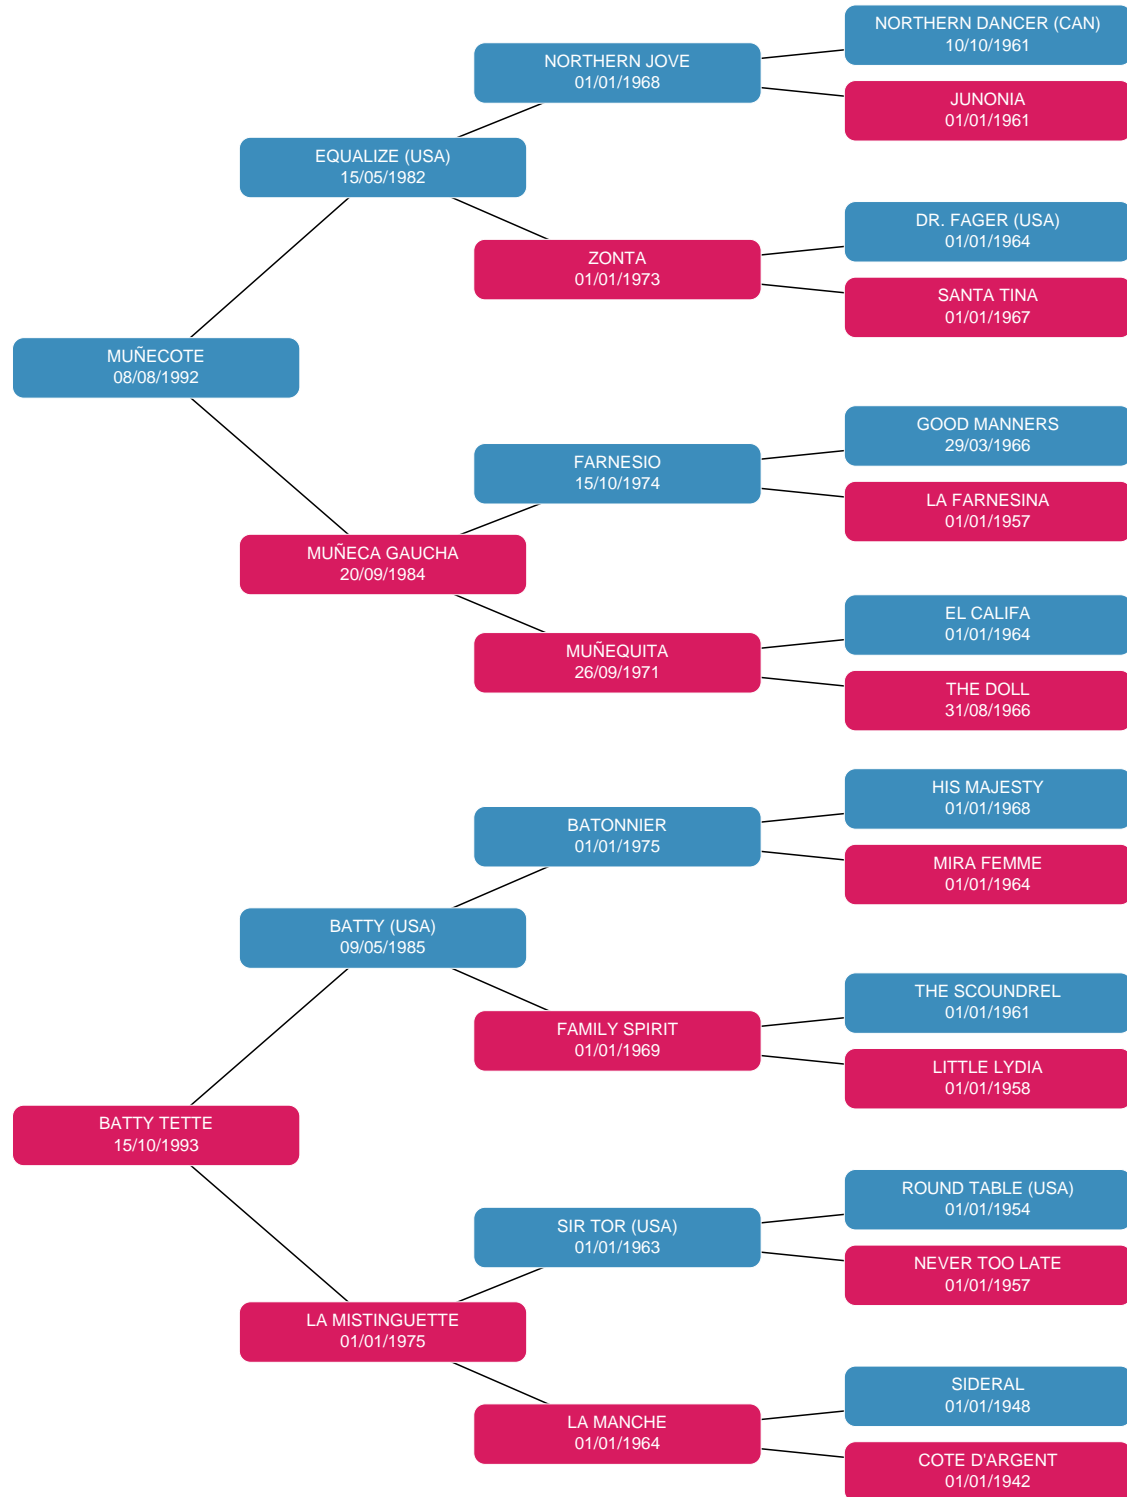 NORTHERN DANCER (CAN)
10/10/1961
NORTHERN JOVE
01/01/1968
JUNONIA
01/01/1961
EQUALIZE (USA)
15/05/1982
DR. FAGER (USA)
01/01/1964
ZONTA
01/01/1973
SANTA TINA
01/01/1967
MUÑECOTE
08/08/1992
GOOD MANNERS
29/03/1966
FARNESIO
15/10/1974
LA FARNESINA
01/01/1957
MUÑECA GAUCHA
20/09/1984
EL CALIFA
01/01/1964
MUÑEQUITA
26/09/1971
THE DOLL
31/08/1966
HIS MAJESTY
01/01/1968
BATONNIER
01/01/1975
MIRA FEMME
01/01/1964
BATTY (USA)
09/05/1985
THE SCOUNDREL
01/01/1961
FAMILY SPIRIT
01/01/1969
LITTLE LYDIA
01/01/1958
BATTY TETTE
15/10/1993
ROUND TABLE (USA)
01/01/1954
SIR TOR (USA)
01/01/1963
NEVER TOO LATE
01/01/1957
LA MISTINGUETTE
01/01/1975
SIDERAL
01/01/1948
LA MANCHE
01/01/1964
COTE D'ARGENT
01/01/1942